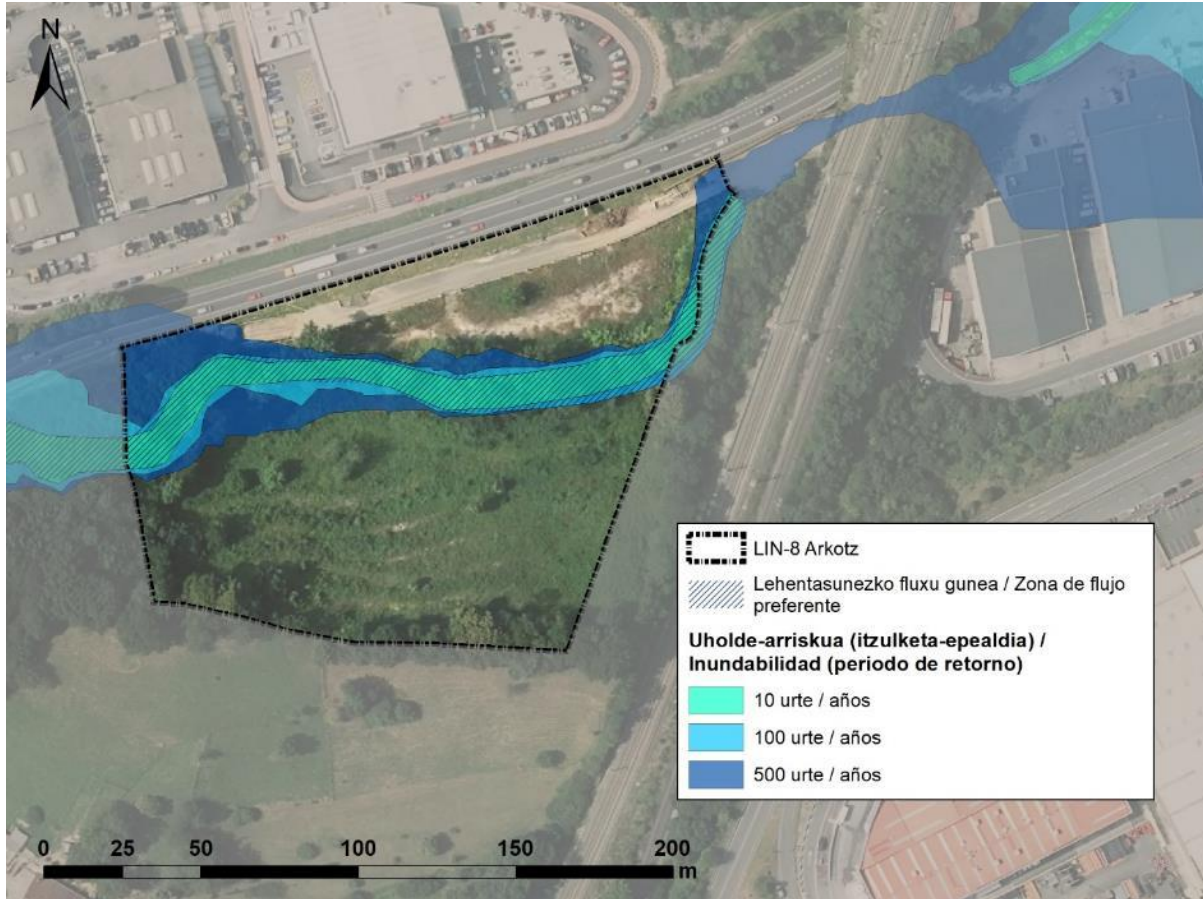 N
LIN-8 Arkotz
Lehentasunezko fluxu gunea / Zona de flujo
preferente
Uholde-arriskua (itzulketa-epealdia) /
Inundabilidad (periodo de retorno)
10 urte / años
100 urte / años
500 urte / años
0 25 50 100 150 200
m